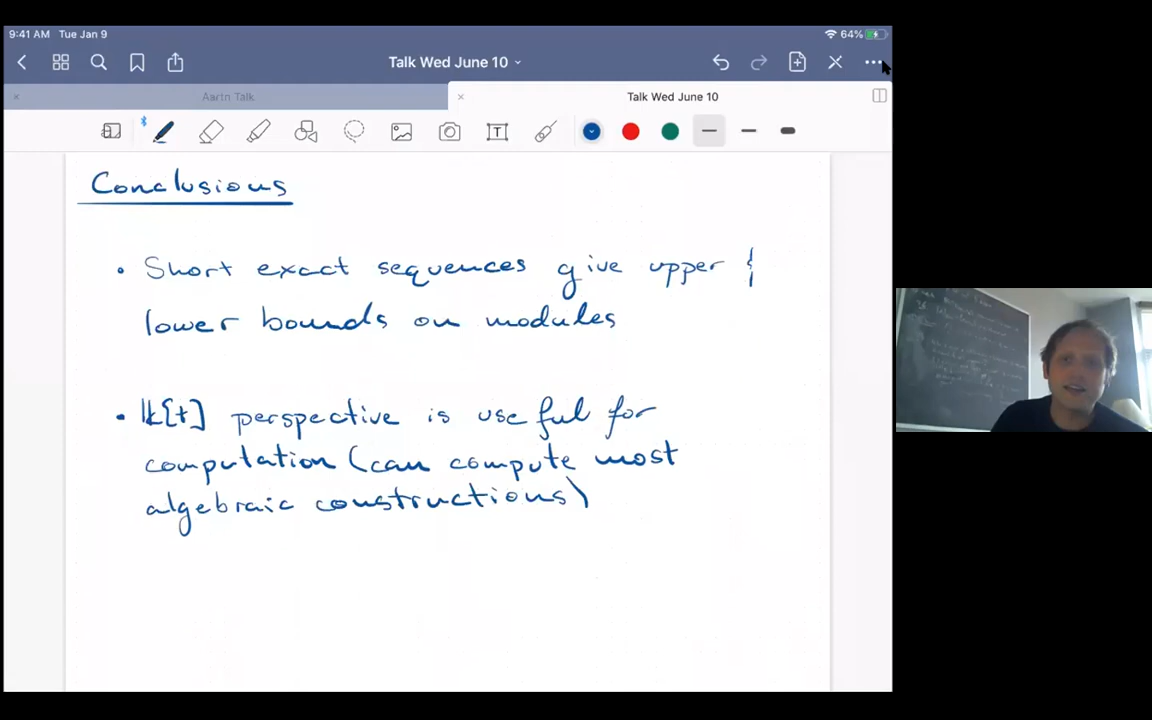 9:41 AM Tue Jan 9
64%
Talk Wed June 10
Aartn Talk
Talk Wed June 10
Conclusions
• Short exact sequences give upper &
lower bounds on modules
• 𝕜[t] perspective is useful for
computation (can compute most
algebraic constructions)